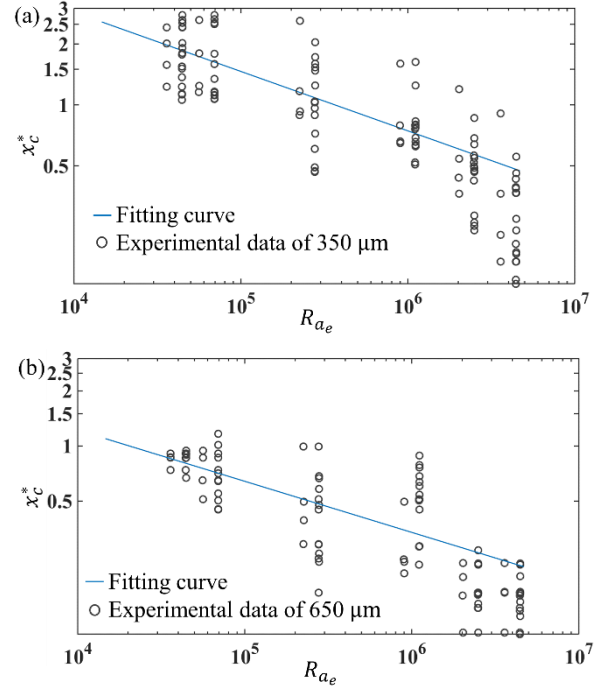 (a)
3
2.5
2
1.5
1
0.5
x*c
Fitting curve
Experimental data of 350 μm
10⁴ 10⁵ 10⁶ 10⁷
Rₐₑ
(b)
3
2.5
2
1.5
1
0.5
x*c
Fitting curve
Experimental data of 650 μm
10⁴ 10⁵ 10⁶ 10⁷
Rₐₑ